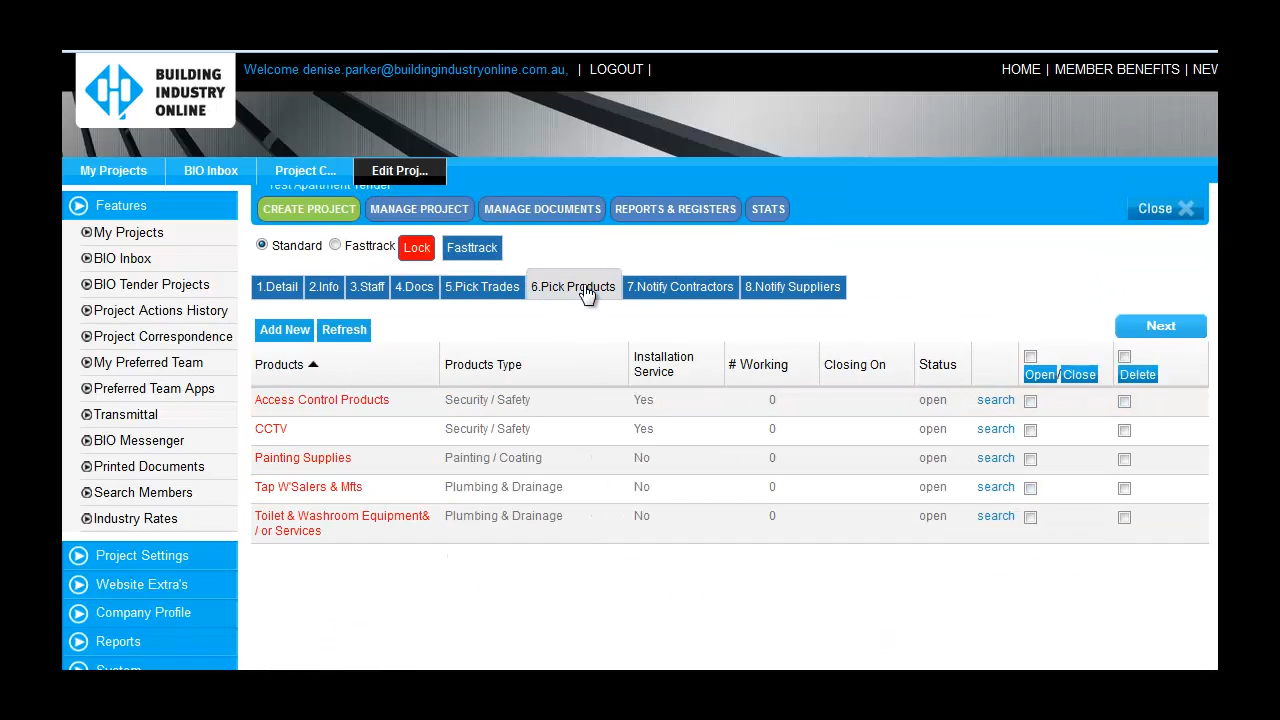 BUILDING
INDUSTRY
ONLINE
Welcome denise.parker@buildingindustryonline.com.au, | LOGOUT |
HOME | MEMBER BENEFITS | NEW
My Projects BIO Inbox Project C... Edit Proj...
Test Apartment Tender
CREATE PROJECT MANAGE PROJECT MANAGE DOCUMENTS REPORTS & REGISTERS STATS Close
Standard Fasttrack Lock Fasttrack
1.Detail 2.Info 3.Staff 4.Docs 5.Pick Trades 6.Pick Products 7.Notify Contractors 8.Notify Suppliers
Add New Refresh Next
Products Products Type Installation Service # Working Closing On Status Open/Close Delete
Access Control Products Security / Safety Yes 0 open search
CCTV Security / Safety Yes 0 open search
Painting Supplies Painting / Coating No 0 open search
Tap W'Salers & Mfts Plumbing & Drainage No 0 open search
Toilet & Washroom Equipment& Plumbing & Drainage No 0 open search
/ or Services
Features
My Projects
BIO Inbox
BIO Tender Projects
Project Actions History
Project Correspondence
My Preferred Team
Preferred Team Apps
Transmittal
BIO Messenger
Printed Documents
Search Members
Industry Rates
Project Settings
Website Extra's
Company Profile
Reports
System